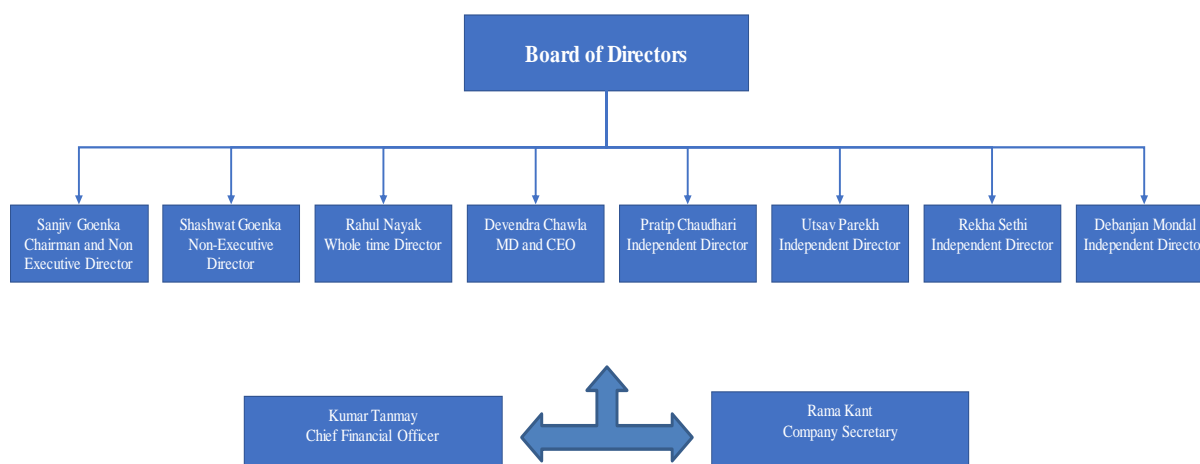 Board of Directors
Sanjiv Goenka
Chairman and Non
Executive Director
Shashwat Goenka
Non-Executive
Director
Rahul Nayak
Whole time Director
Devendra Chawla
MD and CEO
Pratip Chaudhari
Independent Director
Utsav Parekh
Independent Director
Rekha Sethi
Independent Director
Debanjan Mondal
Independent Director
Kumar Tanmay
Chief Financial Officer
Rama Kant
Company Secretary